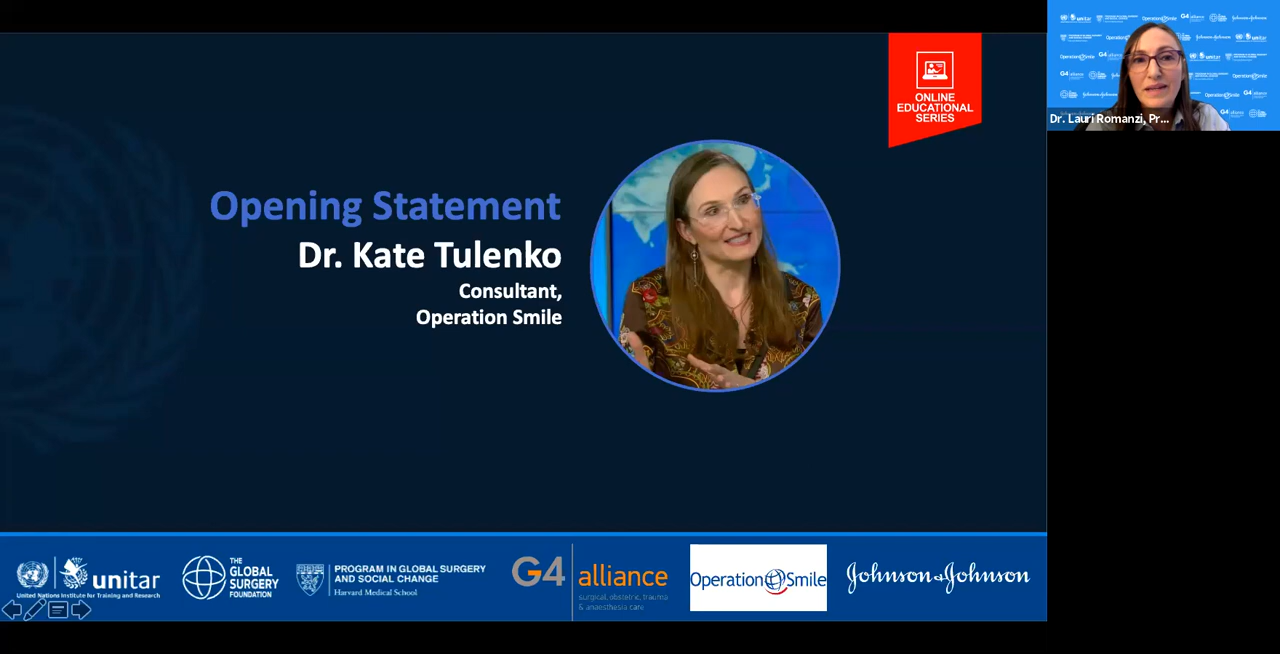 ONLINE
EDUCATIONAL
SERIES
Opening Statement
Dr. Kate Tulenko
Consultant,
Operation Smile
Dr. Lauri Romanzi, Pr...
unitar
United Nations Institute for Training and Research
THE
GLOBAL
SURGERY
FOUNDATION
PROGRAM IN GLOBAL SURGERY
AND SOCIAL CHANGE
Harvard Medical School
G4
alliance
surgical, obstetric, trauma
& anaesthesia care
Operation Smile
Johnson & Johnson